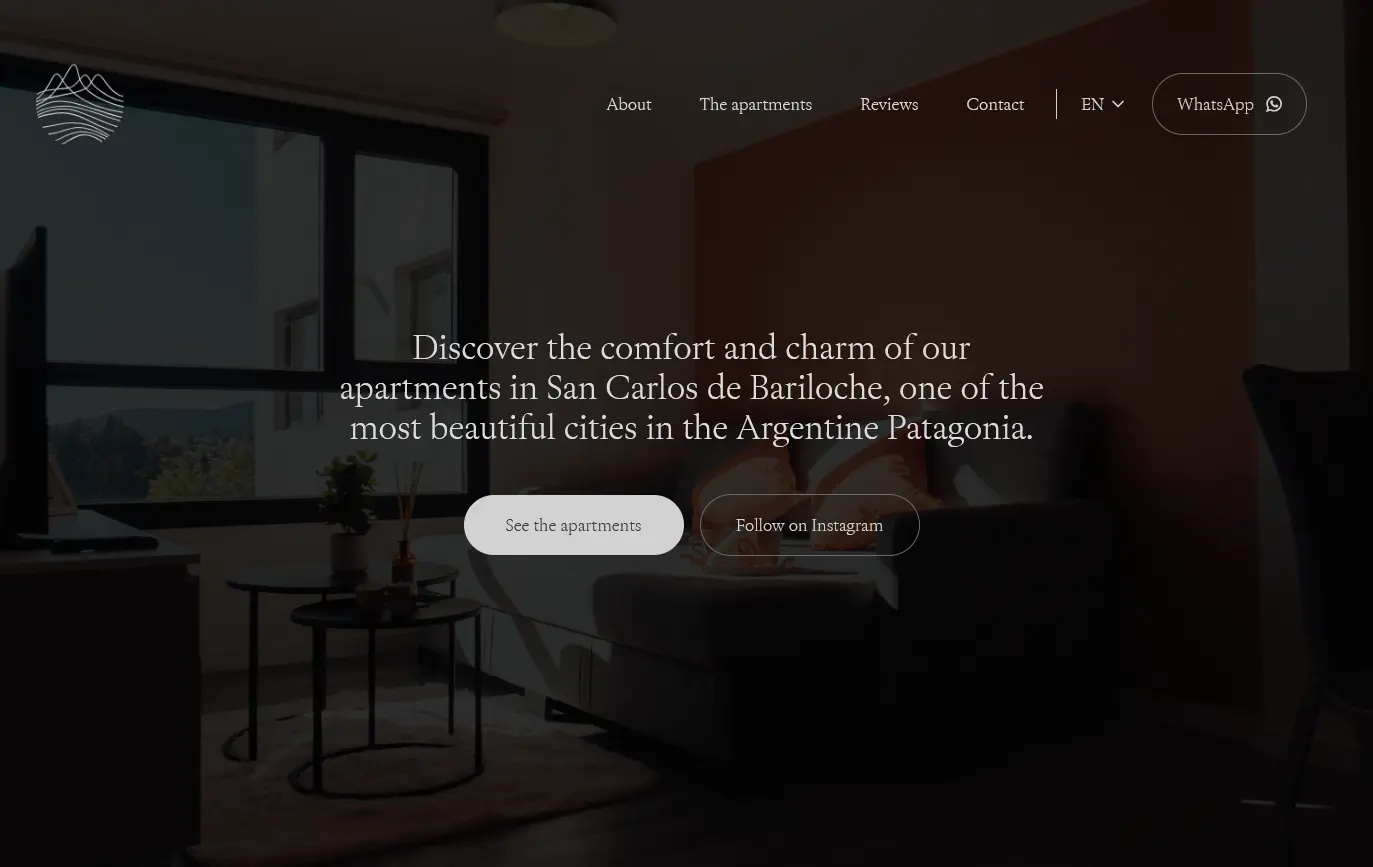 About
The apartments
Reviews
Contact
EN
WhatsApp
Discover the comfort and charm of our
apartments in San Carlos de Bariloche, one of the
most beautiful cities in the Argentine Patagonia.
See the apartments
Follow on Instagram